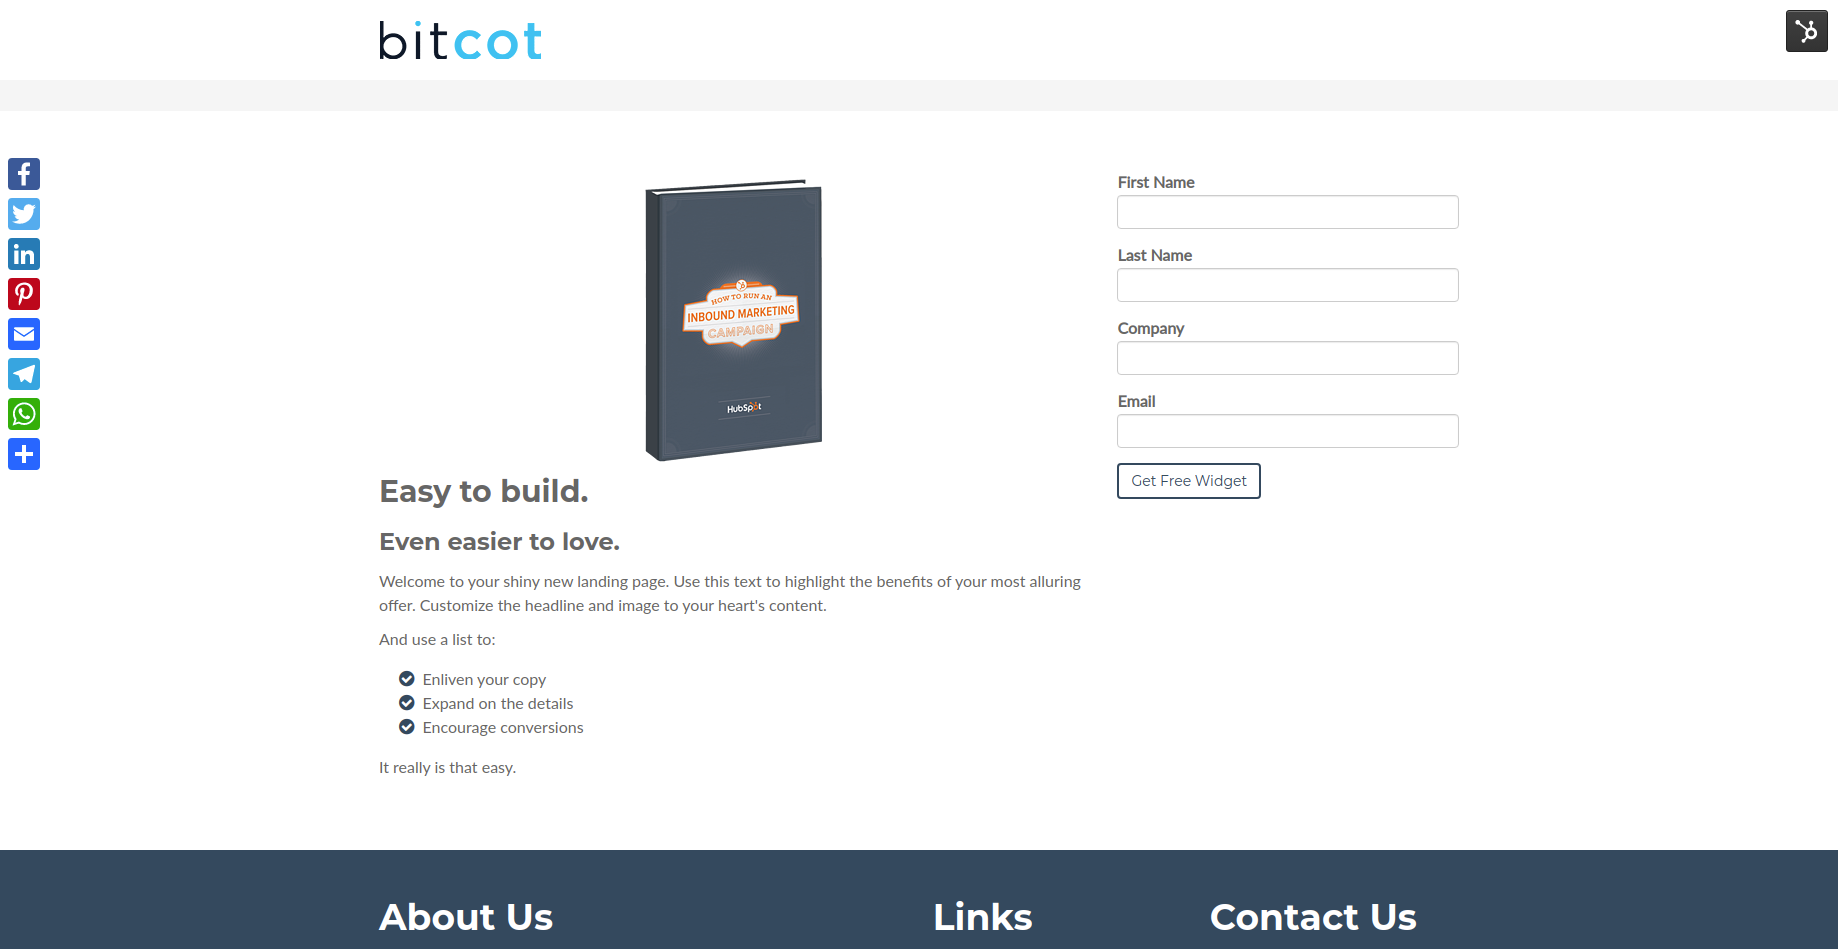 bitcot
HOW TO RUN AN
INBOUND MARKETING
CAMPAIGN
HubSpot
First Name
Last Name
Company
Email
Get Free Widget
Easy to build.
Even easier to love.
Welcome to your shiny new landing page. Use this text to highlight the benefits of your most alluring
offer. Customize the headline and image to your heart's content.
And use a list to:
Enliven your copy
Expand on the details
Encourage conversions
It really is that easy.
About Us
Links
Contact Us